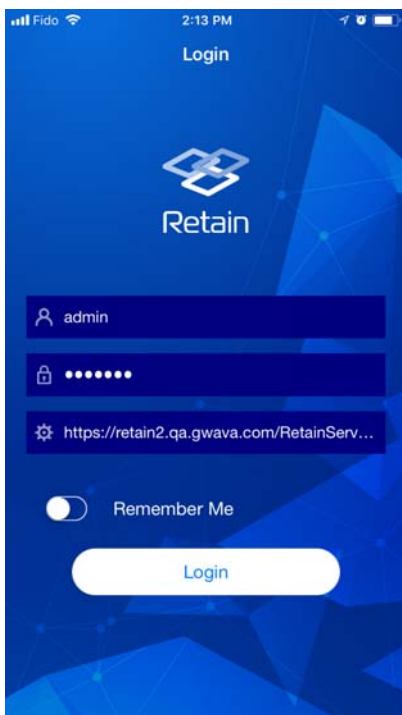 Fido 2:13 PM
Login
Retain
admin
•••••••
https://retain2.qa.gwava.com/RetainServ...
Remember Me
Login